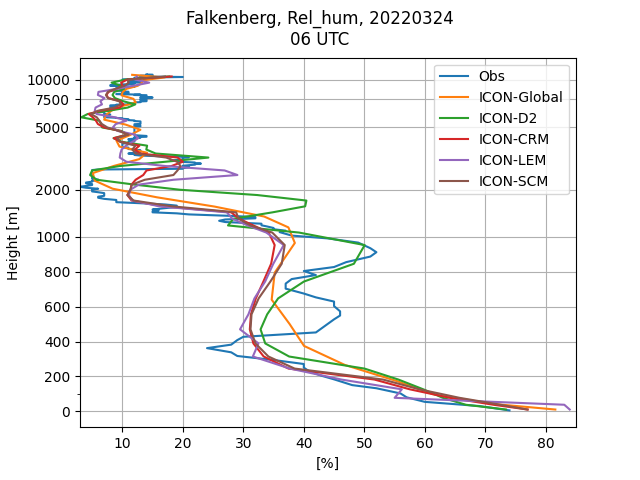 Falkenberg, Rel_hum, 20220324
06 UTC
Obs
ICON-Global
ICON-D2
ICON-CRM
ICON-LEM
ICON-SCM
Height [m]
10000
7500
5000
2000
1000
800
600
400
200
0
10 20 30 40 50 60 70 80
[%]